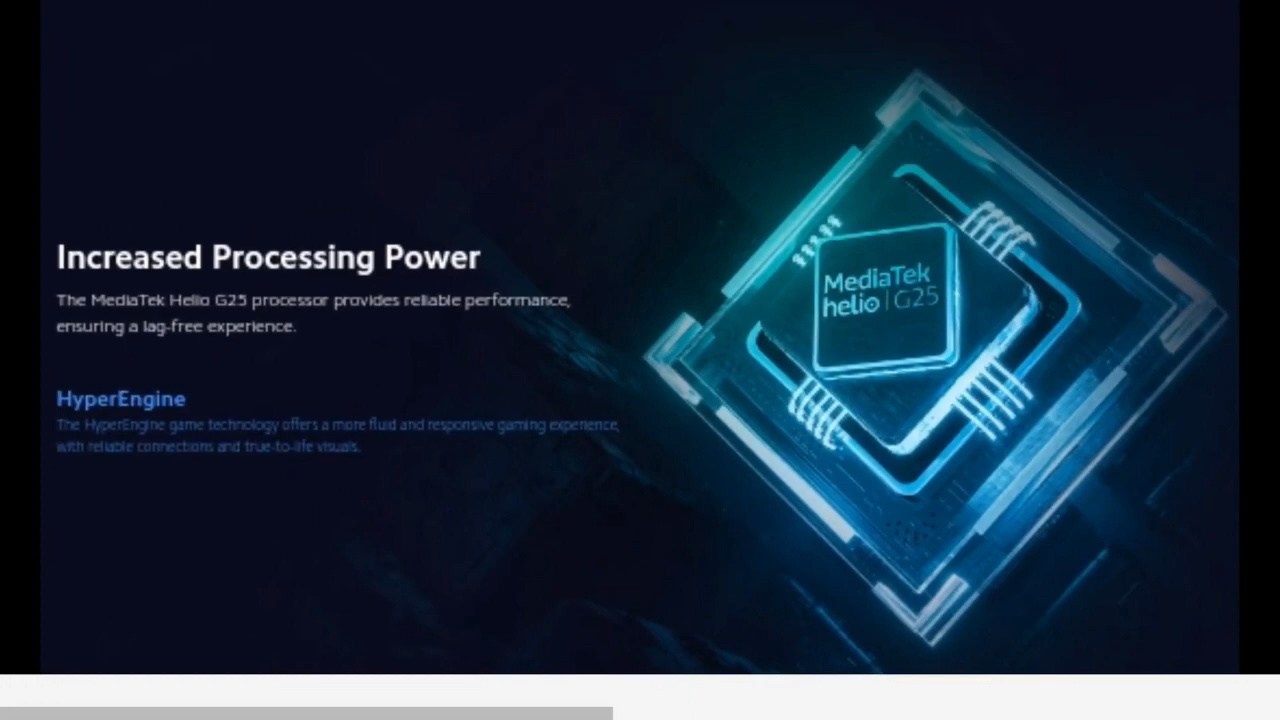 Increased Processing Power
The MediaTek Helio G25 processor provides reliable performance,
ensuring a lag-free experience.
HyperEngine
The HyperEngine game technology offers a more fluid and responsive gaming experience,
with reliable connections and true-to-life visuals.
MediaTek
helio | G25